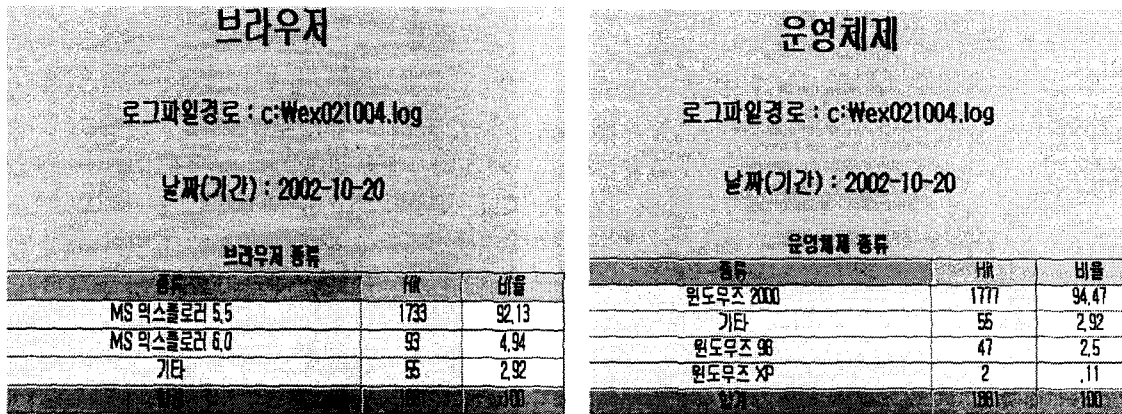 브라우저
로그파일경로 : c:₩ex021004.log
날짜(기간) : 2002-10-20
브라우저 종류
종류 Hit 비율
MS 익스플로러 5.5 1733 92.13
MS 익스플로러 6.0 93 4.94
기타 55 2.92
합계 1881 100
운영체제
로그파일경로 : c:₩ex021004.log
날짜(기간) : 2002-10-20
운영체제 종류
종류 Hit 비율
윈도우즈 2000 1777 94.47
기타 55 2.92
윈도우즈 98 47 2.5
윈도우즈 XP 2 .11
합계 1881 100